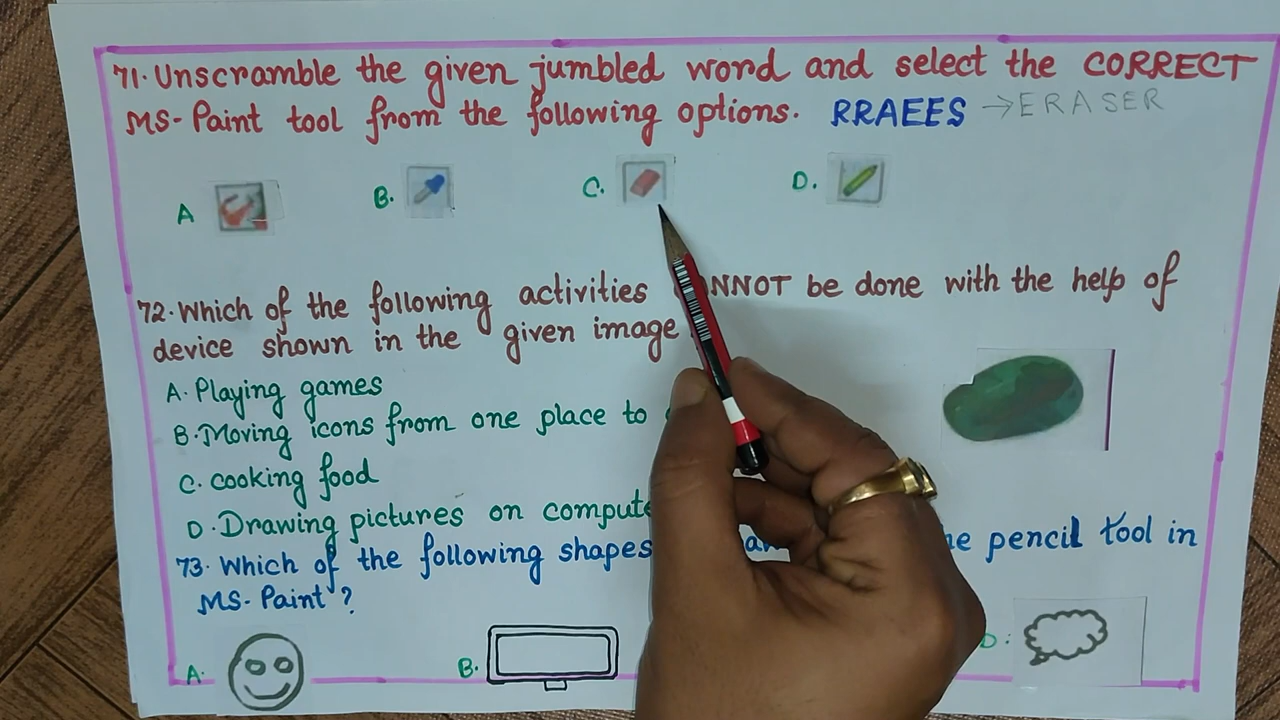 71. Unscramble the given jumbled word and select the CORRECT
MS-Paint tool from the following options. RRAEES → ERASER
A
B.
C.
D.
72. Which of the following activities NNOT be done with the help of
device shown in the given image
A. Playing games
B. Moving icons from one place to
C. cooking food
D. Drawing pictures on compute
73. Which of the following shapes pencil tool in
MS-Paint?
A.
B.
D: